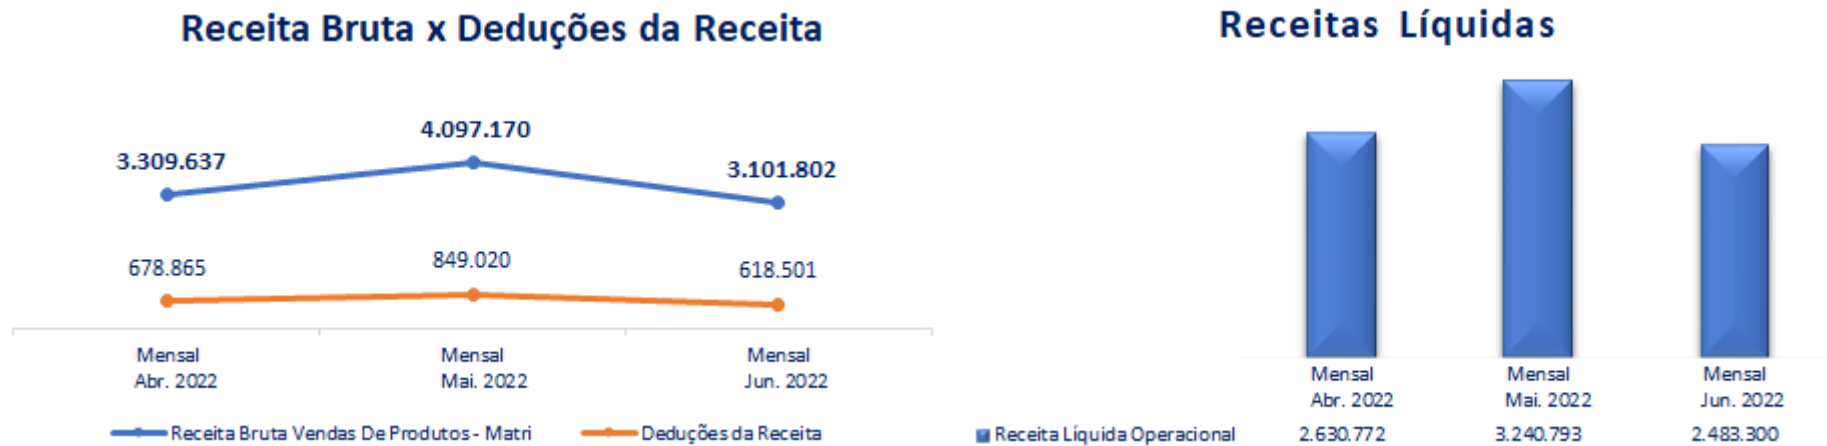 Receita Bruta x Deduções da Receita
3.309.637
4.097.170
3.101.802
678.865
849.020
618.501
Mensal
Abr. 2022
Mensal
Mai. 2022
Mensal
Jun. 2022
Receita Bruta Vendas De Produtos - Matri
Deduções da Receita
Receitas Líquidas
Mensal
Abr. 2022
Mensal
Mai. 2022
Mensal
Jun. 2022
Receita Líquida Operacional 2.630.772 3.240.793 2.483.300